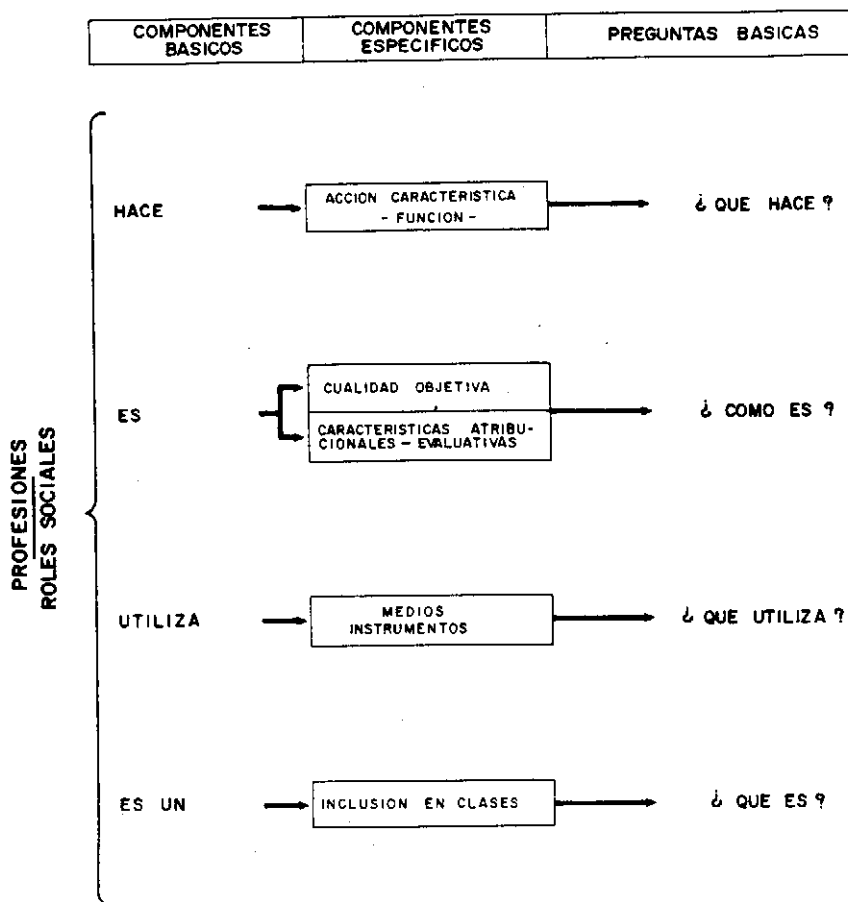 COMPONENTES
BASICOS
COMPONENTES
ESPECIFICOS
PREGUNTAS BASICAS
PROFESIONES
ROLES SOCIALES
HACE
ACCION CARACTERISTICA
- FUNCION -
¿ QUE HACE ?
ES
CUALIDAD OBJETIVA
CARACTERISTICAS ATRIBU-
CIONALES - EVALUATIVAS
¿ COMO ES ?
UTILIZA
MEDIOS
INSTRUMENTOS
¿ QUE UTILIZA ?
ES UN
INCLUSION EN CLASES
¿ QUE ES ?